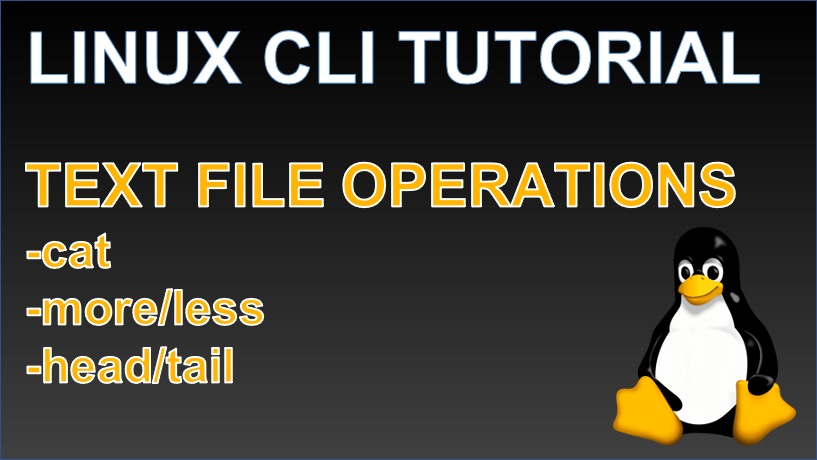 LINUX CLI TUTORIAL
TEXT FILE OPERATIONS
-cat
-more/less
-head/tail